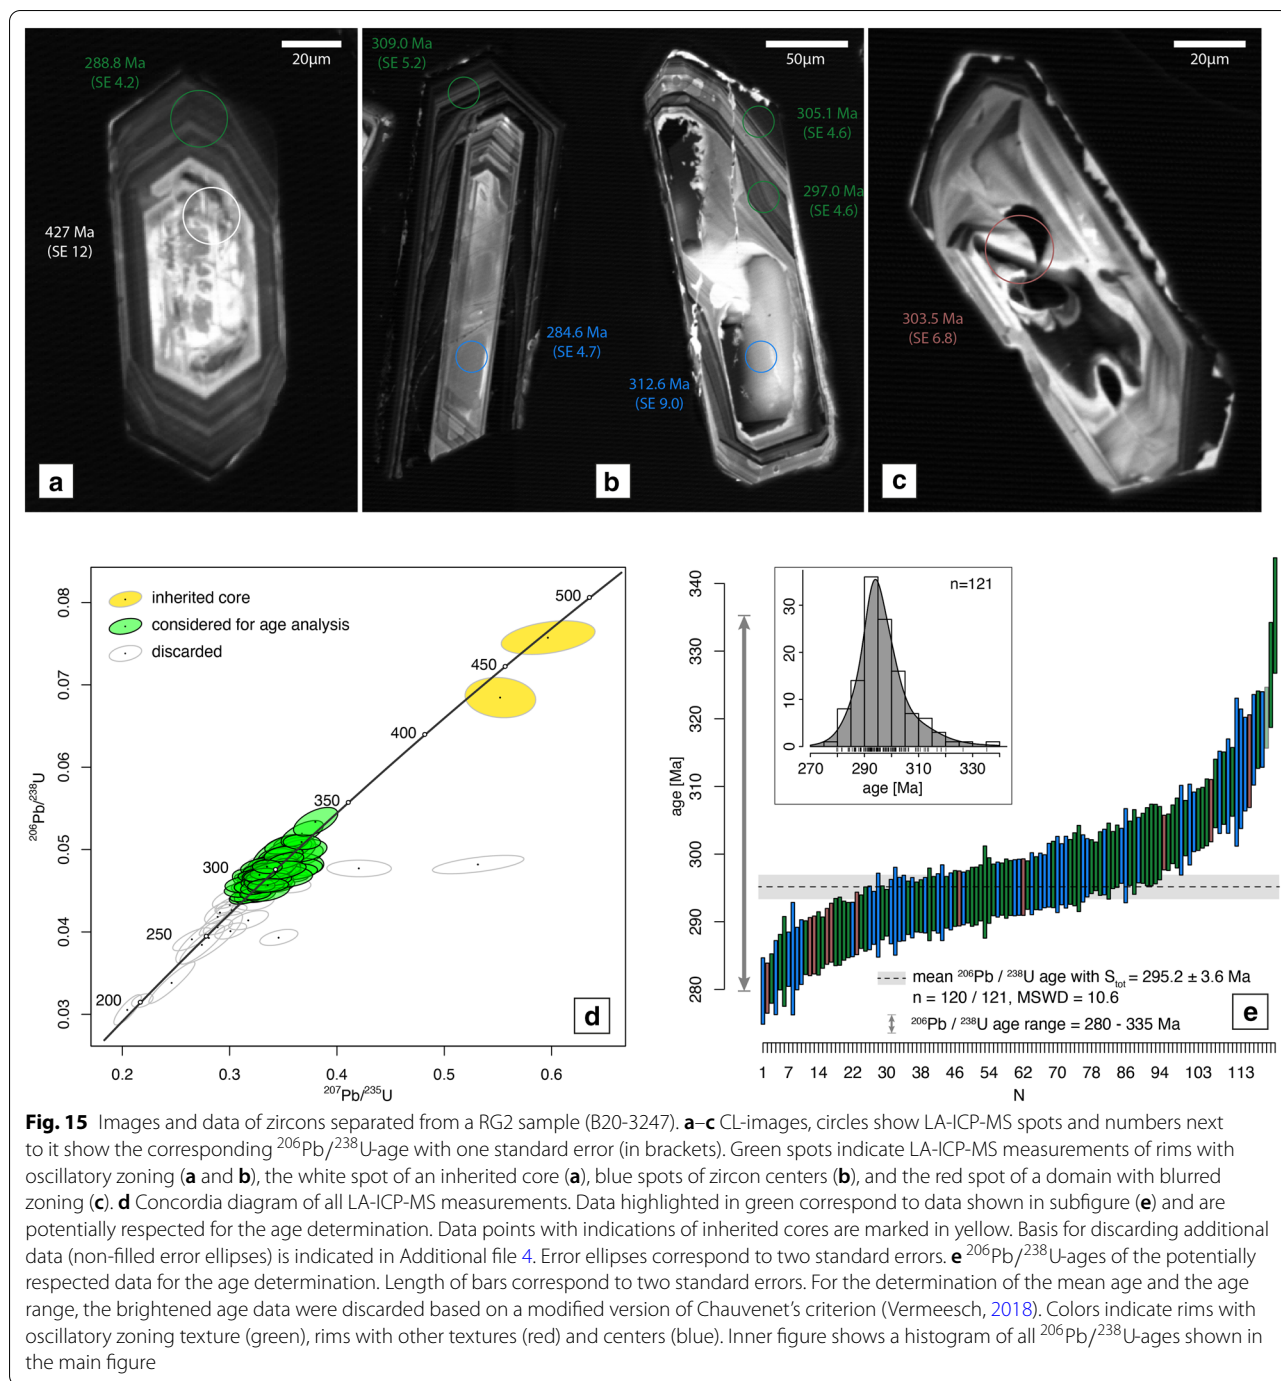 288.8 Ma
(SE 4.2)
20µm
427 Ma
(SE 12)
a
309.0 Ma
(SE 5.2)
50µm
305.1 Ma
(SE 4.6)
297.0 Ma
(SE 4.6)
284.6 Ma
(SE 4.7)
312.6 Ma
(SE 9.0)
b
20µm
303.5 Ma
(SE 6.8)
c
inherited core
considered for age analysis
discarded
500
450
400
350
300
250
200
0.08
0.07
0.06
0.05
0.04
0.03
²⁰⁶Pb/²³⁸U
0.2 0.3 0.4 0.5 0.6
²⁰⁷Pb/²³⁵U
d
340
330
320
310
300
290
280
age [Ma]
n=121
30
20
10
0
270 290 310 330
age [Ma]
mean ²⁰⁶Pb / ²³⁸U age with Stot = 295.2 ± 3.6 Ma
n = 120 / 121, MSWD = 10.6
²⁰⁶Pb / ²³⁸U age range = 280 - 335 Ma
e
1 7 14 22 30 38 46 54 62 70 78 86 94 103 113
N
Fig. 15 Images and data of zircons separated from a RG2 sample (B20-3247). a–c CL-images, circles show LA-ICP-MS spots and numbers next
to it show the corresponding ²⁰⁶Pb/²³⁸U-age with one standard error (in brackets). Green spots indicate LA-ICP-MS measurements of rims with
oscillatory zoning (a and b), the white spot of an inherited core (a), blue spots of zircon centers (b), and the red spot of a domain with blurred
zoning (c). d Concordia diagram of all LA-ICP-MS measurements. Data highlighted in green correspond to data shown in subfigure (e) and are
potentially respected for the age determination. Data points with indications of inherited cores are marked in yellow. Basis for discarding additional
data (non-filled error ellipses) is indicated in Additional file 4. Error ellipses correspond to two standard errors. e ²⁰⁶Pb/²³⁸U-ages of the potentially
respected data for the age determination. Length of bars correspond to two standard errors. For the determination of the mean age and the age
range, the brightened age data were discarded based on a modified version of Chauvenet's criterion (Vermeesch, 2018). Colors indicate rims with
oscillatory zoning texture (green), rims with other textures (red) and centers (blue). Inner figure shows a histogram of all ²⁰⁶Pb/²³⁸U-ages shown in
the main figure